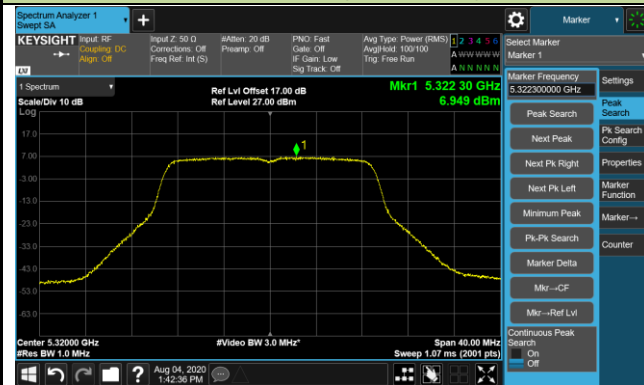 Spectrum Analyzer 1
Swept SA
KEYSIGHT
Input: RF
Coupling: DC
Align: Off
Input Z: 50 Ω
Corrections: Off
Freq Ref: Int (S)
#Atten: 20 dB
Preamp: Off
PNO: Fast
Gate: Off
IF Gain: Low
Sig Track: Off
Avg Type: Power (RMS)
Avg|Hold: 100/100
Trig: Free Run
1 2 3 4 5 6
A W W W W W
A N N N N N
LXI
1 Spectrum
Scale/Div 10 dB
Log
Ref Lvl Offset 17.00 dB
Ref Level 27.00 dBm
Mkr1 5.322 30 GHz
6.949 dBm
1
17.0
7.00
-3.00
-13.0
-23.0
-33.0
-43.0
-53.0
-63.0
Center 5.32000 GHz
#Res BW 1.0 MHz
#Video BW 3.0 MHz*
Span 40.00 MHz
Sweep 1.07 ms (2001 pts)
Aug 04, 2020
1:42:36 PM
Marker
Select Marker
Marker 1
Marker Frequency
5.322300000 GHz
Peak Search
Next Peak
Next Pk Right
Next Pk Left
Minimum Peak
Pk-Pk Search
Marker Delta
Mkr→CF
Mkr→Ref Lvl
Continuous Peak
Search
On
Off
Settings
Peak
Search
Pk Search
Config
Properties
Marker
Function
Marker→
Counter